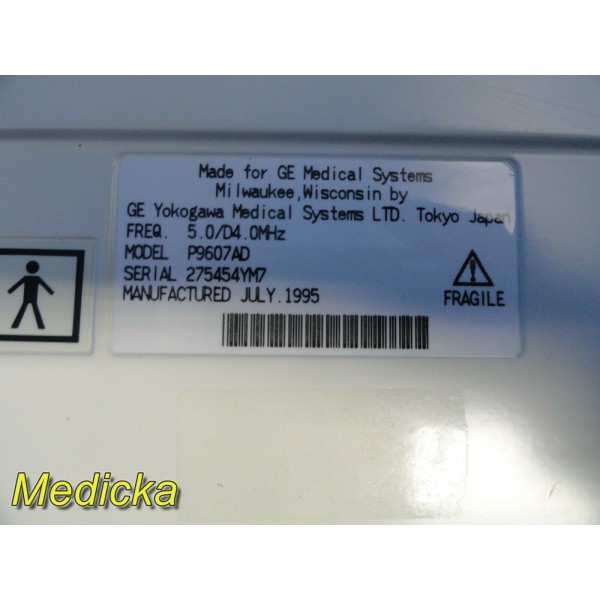 Made for GE Medical Systems
Milwaukee,Wisconsin by
GE Yokogawa Medical Systems LTD. Tokyo Japan
FREQ. 5.0/D4.0MHz
MODEL P9607AD
SERIAL 275454YM7
MANUFACTURED JULY.1995
FRAGILE
Medicka